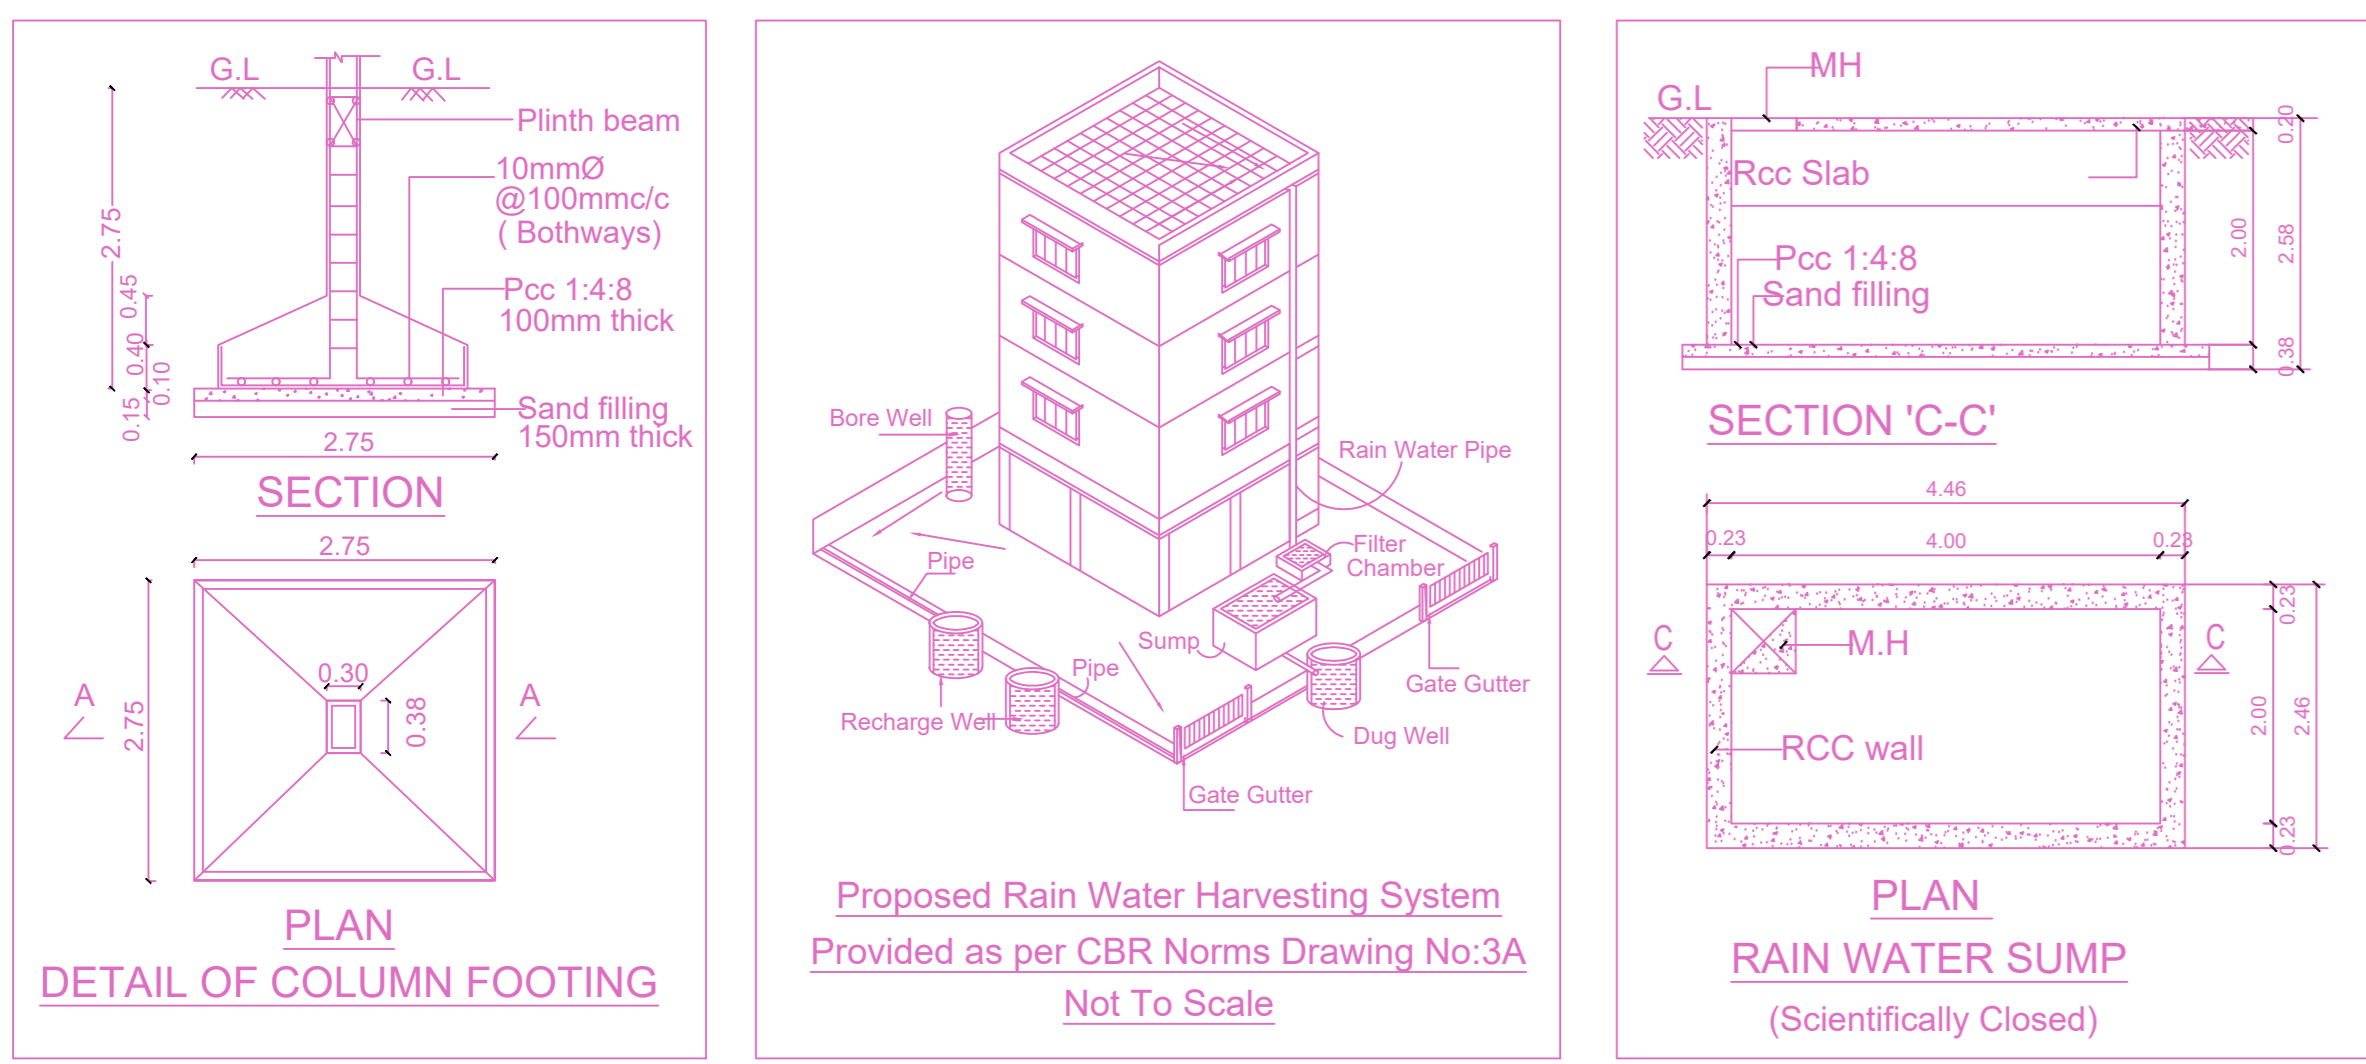 G.L
G.L
Plinth beam
10mmØ
@100mmc/c
( Bothways)
2.75
0.45
Pcc 1:4:8
100mm thick
0.40
0.10
0.15
Sand filling
150mm thick
2.75
SECTION
2.75
2.75
0.30
0.38
A
A
PLAN
DETAIL OF COLUMN FOOTING
Bore Well
Rain Water Pipe
Filter
Chamber
Pipe
Sump
Pipe
Gate Gutter
Recharge Well
Dug Well
Gate Gutter
Proposed Rain Water Harvesting System
Provided as per CBR Norms Drawing No:3A
Not To Scale
MH
G.L
0.20
Rcc Slab
2.00
2.58
Pcc 1:4:8
Sand filling
0.38
SECTION 'C-C'
4.46
0.23
4.00
0.23
0.23
C
M.H
C
2.00
2.46
RCC wall
0.23
PLAN
RAIN WATER SUMP
(Scientifically Closed)